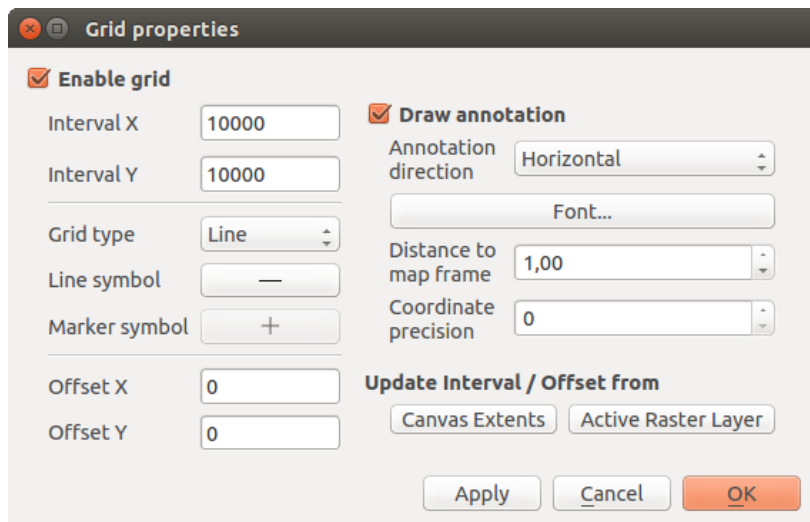 Grid properties
Enable grid
Interval X 10000
Interval Y 10000
Grid type Line
Line symbol
Marker symbol
Offset X 0
Offset Y 0
Draw annotation
Annotation
direction
Horizontal
Font...
Distance to
map frame
1,00
Coordinate
precision
0
Update Interval / Offset from
Canvas Extents Active Raster Layer
Apply Cancel OK